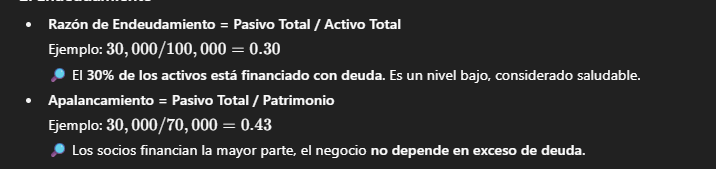 • Razón de Endeudamiento = Pasivo Total / Activo Total
Ejemplo: 30,000/100,000 = 0.30
🔎 El 30% de los activos está financiado con deuda. Es un nivel bajo, considerado saludable.
• Apalancamiento = Pasivo Total / Patrimonio
Ejemplo: 30,000/70,000 = 0.43
🔎 Los socios financian la mayor parte, el negocio no depende en exceso de deuda.